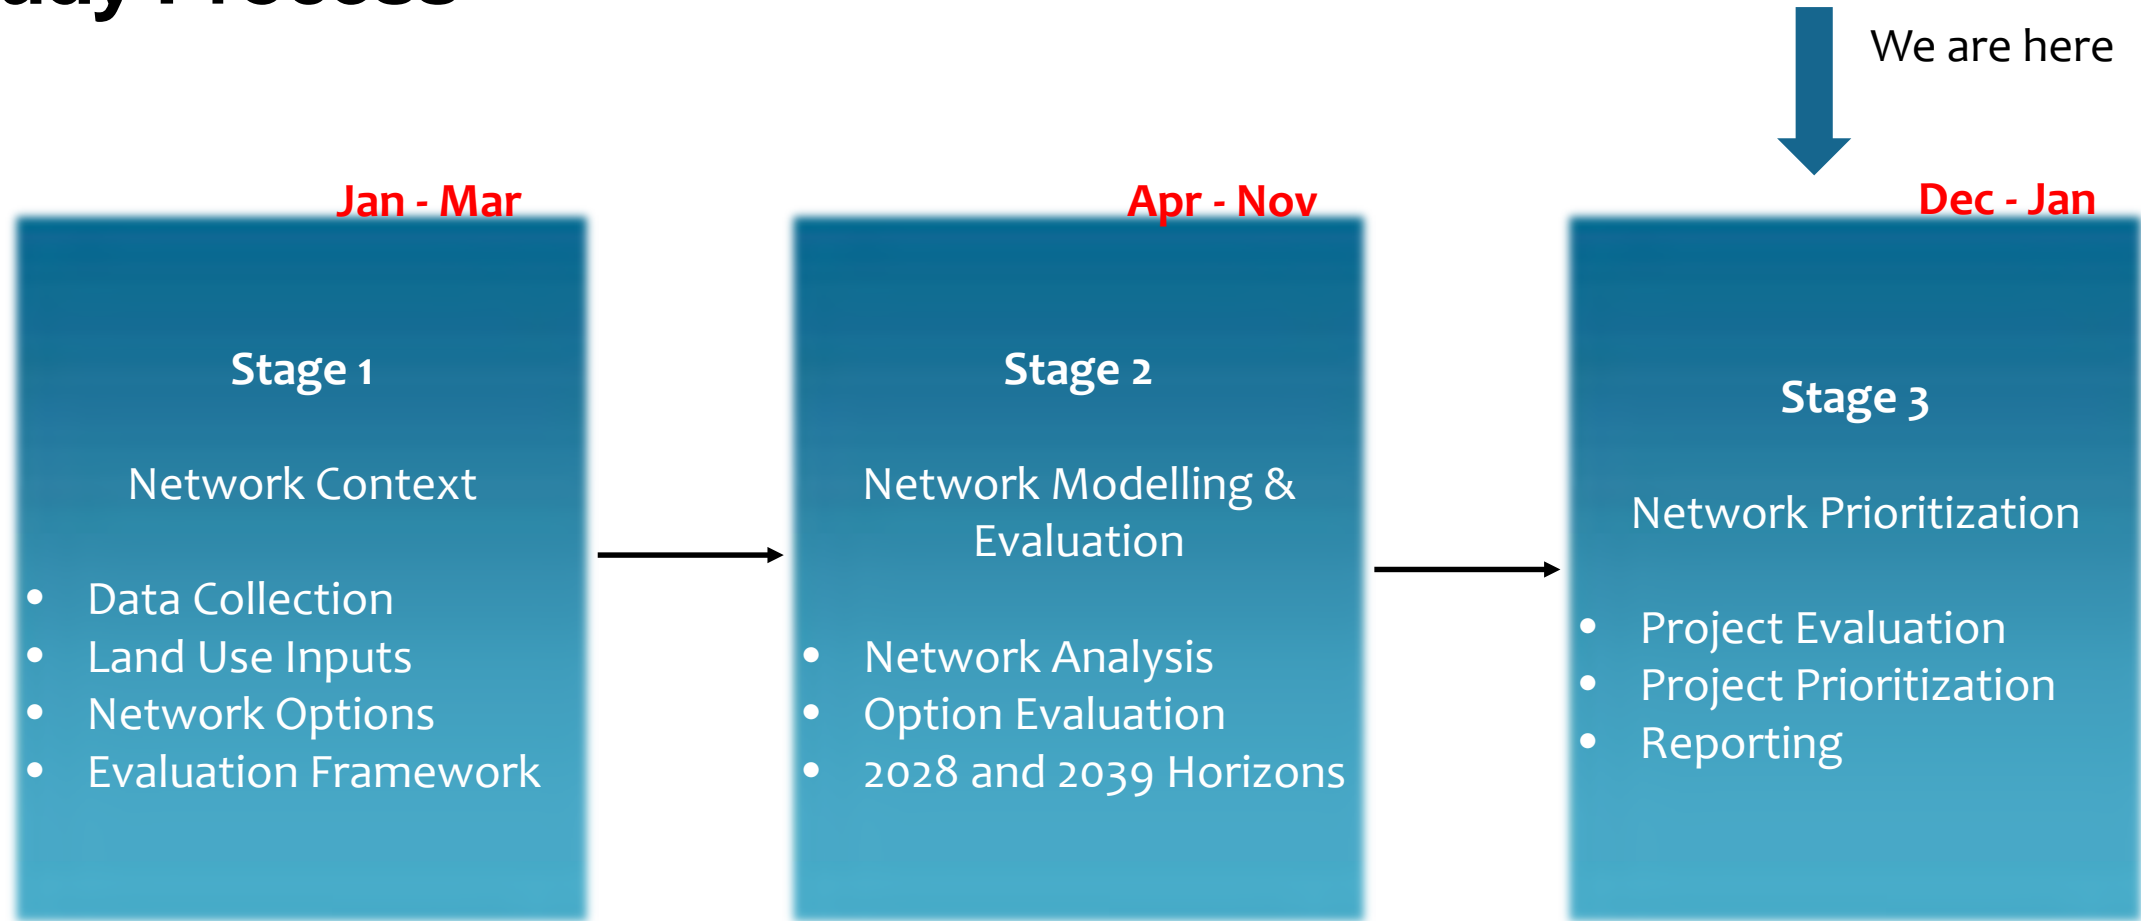 Process
We are here
Jan - Mar
Apr - Nov
Dec - Jan
Stage 1
Network Context
• Data Collection
• Land Use Inputs
• Network Options
• Evaluation Framework
Stage 2
Network Modelling &
Evaluation
• Network Analysis
• Option Evaluation
• 2028 and 2039 Horizons
Stage 3
Network Prioritization
• Project Evaluation
• Project Prioritization
• Reporting